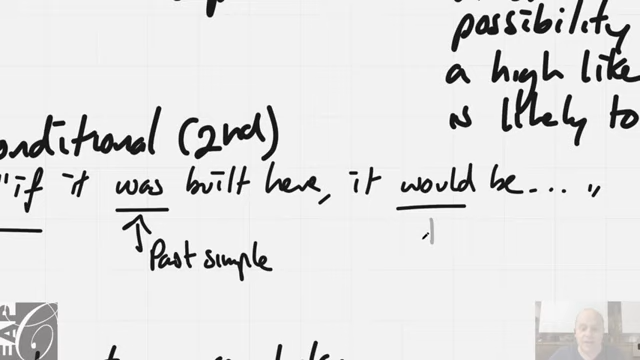 possibility
a high like
is likely to
onditional (2nd)
"if it was built here, it would be.... "
Past simple